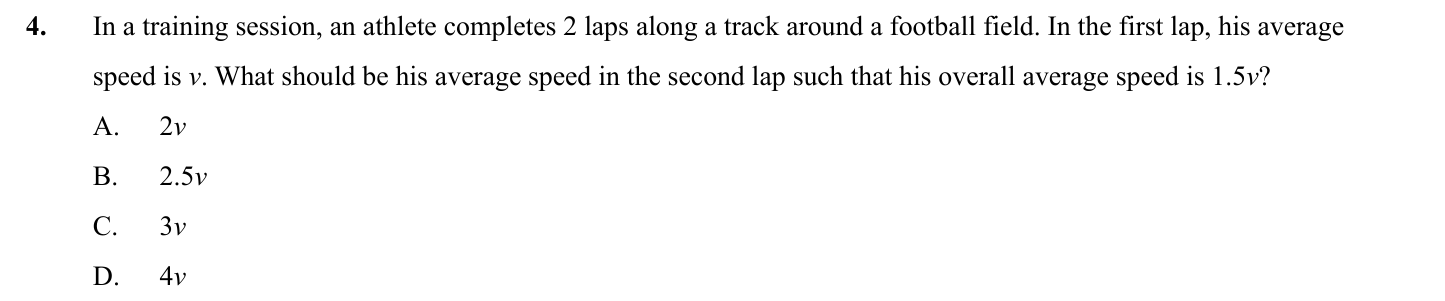 4. In a training session, an athlete completes 2 laps along a track around a football field. In the first lap, his average
speed is v. What should be his average speed in the second lap such that his overall average speed is 1.5v?
A. 2v
B. 2.5v
C. 3v
D. 4v